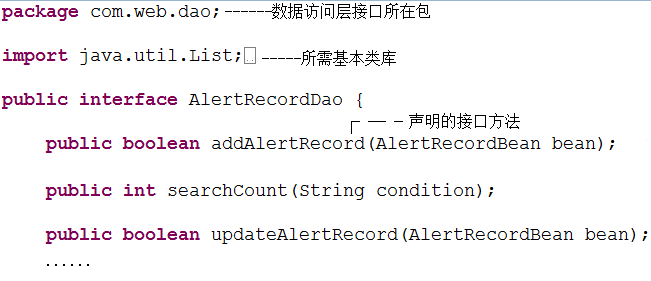 package com.web.dao;------数据访问层接口所在包
import java.util.List; -----所需基本类库
public interface AlertRecordDao {
声明的接口方法
public boolean addAlertRecord(AlertRecordBean bean);
public int searchCount(String condition);
public boolean updateAlertRecord(AlertRecordBean bean);
......